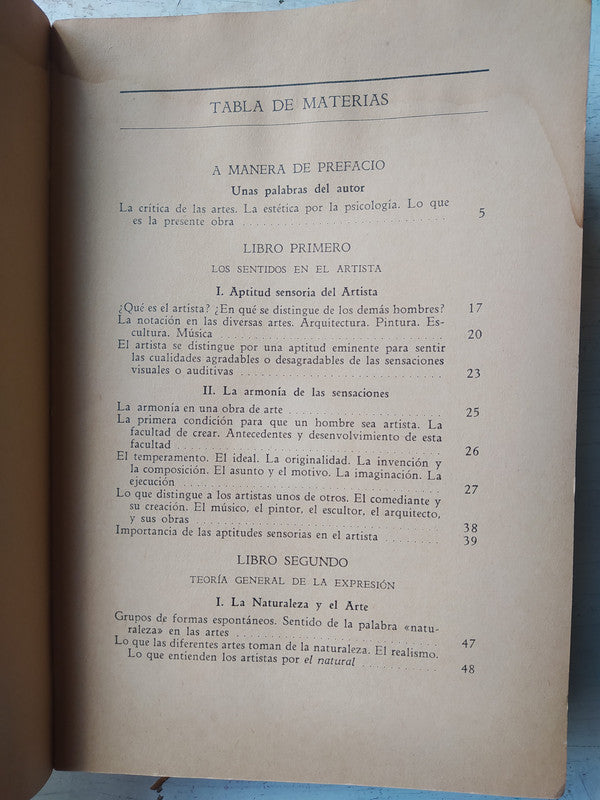 TABLA DE MATERIAS
A MANERA DE PREFACIO
Unas palabras del autor
La crítica de las artes. La estética por la psicología. Lo que
es la presente obra . . . . . . . . . . . . . . . . . . . . . . . 5
LIBRO PRIMERO
LOS SENTIDOS EN EL ARTISTA
I. Aptitud sensoria del Artista
¿Qué es el artista? ¿En qué se distingue de los demás hombres? 17
La notación en las diversas artes. Arquitectura. Pintura. Es-
cultura. Música . . . . . . . . . . . . . . . . . . . . . . . 20
El artista se distingue por una aptitud eminente para sentir
las cualidades agradables o desagradables de las sensaciones
visuales o auditivas . . . . . . . . . . . . . . . . . . . . 23
II. La armonía de las sensaciones
La armonía en una obra de arte . . . . . . . . . . . . . . . 25
La primera condición para que un hombre sea artista. La
facultad de crear. Antecedentes y desenvolvimiento de esta
facultad . . . . . . . . . . . . . . . . . . . . . . . . . . 26
El temperamento. El ideal. La originalidad. La invención y
la composición. El asunto y el motivo. La imaginación. La
ejecución . . . . . . . . . . . . . . . . . . . . . . . . . 27
Lo que distingue a los artistas unos de otros. El comediante y
su creación. El músico, el pintor, el escultor, el arquitecto,
y sus obras . . . . . . . . . . . . . . . . . . . . . . . . 38
Importancia de las aptitudes sensorias en el artista . . . . . . 39
LIBRO SEGUNDO
TEORÍA GENERAL DE LA EXPRESIÓN
I. La Naturaleza y el Arte
Grupos de formas espontáneos. Sentido de la palabra «natu-
raleza» en las artes . . . . . . . . . . . . . . . . . . . . 47
Lo que las diferentes artes toman de la naturaleza. El realismo.
Lo que entienden los artistas por el natural . . . . . . . . . 48